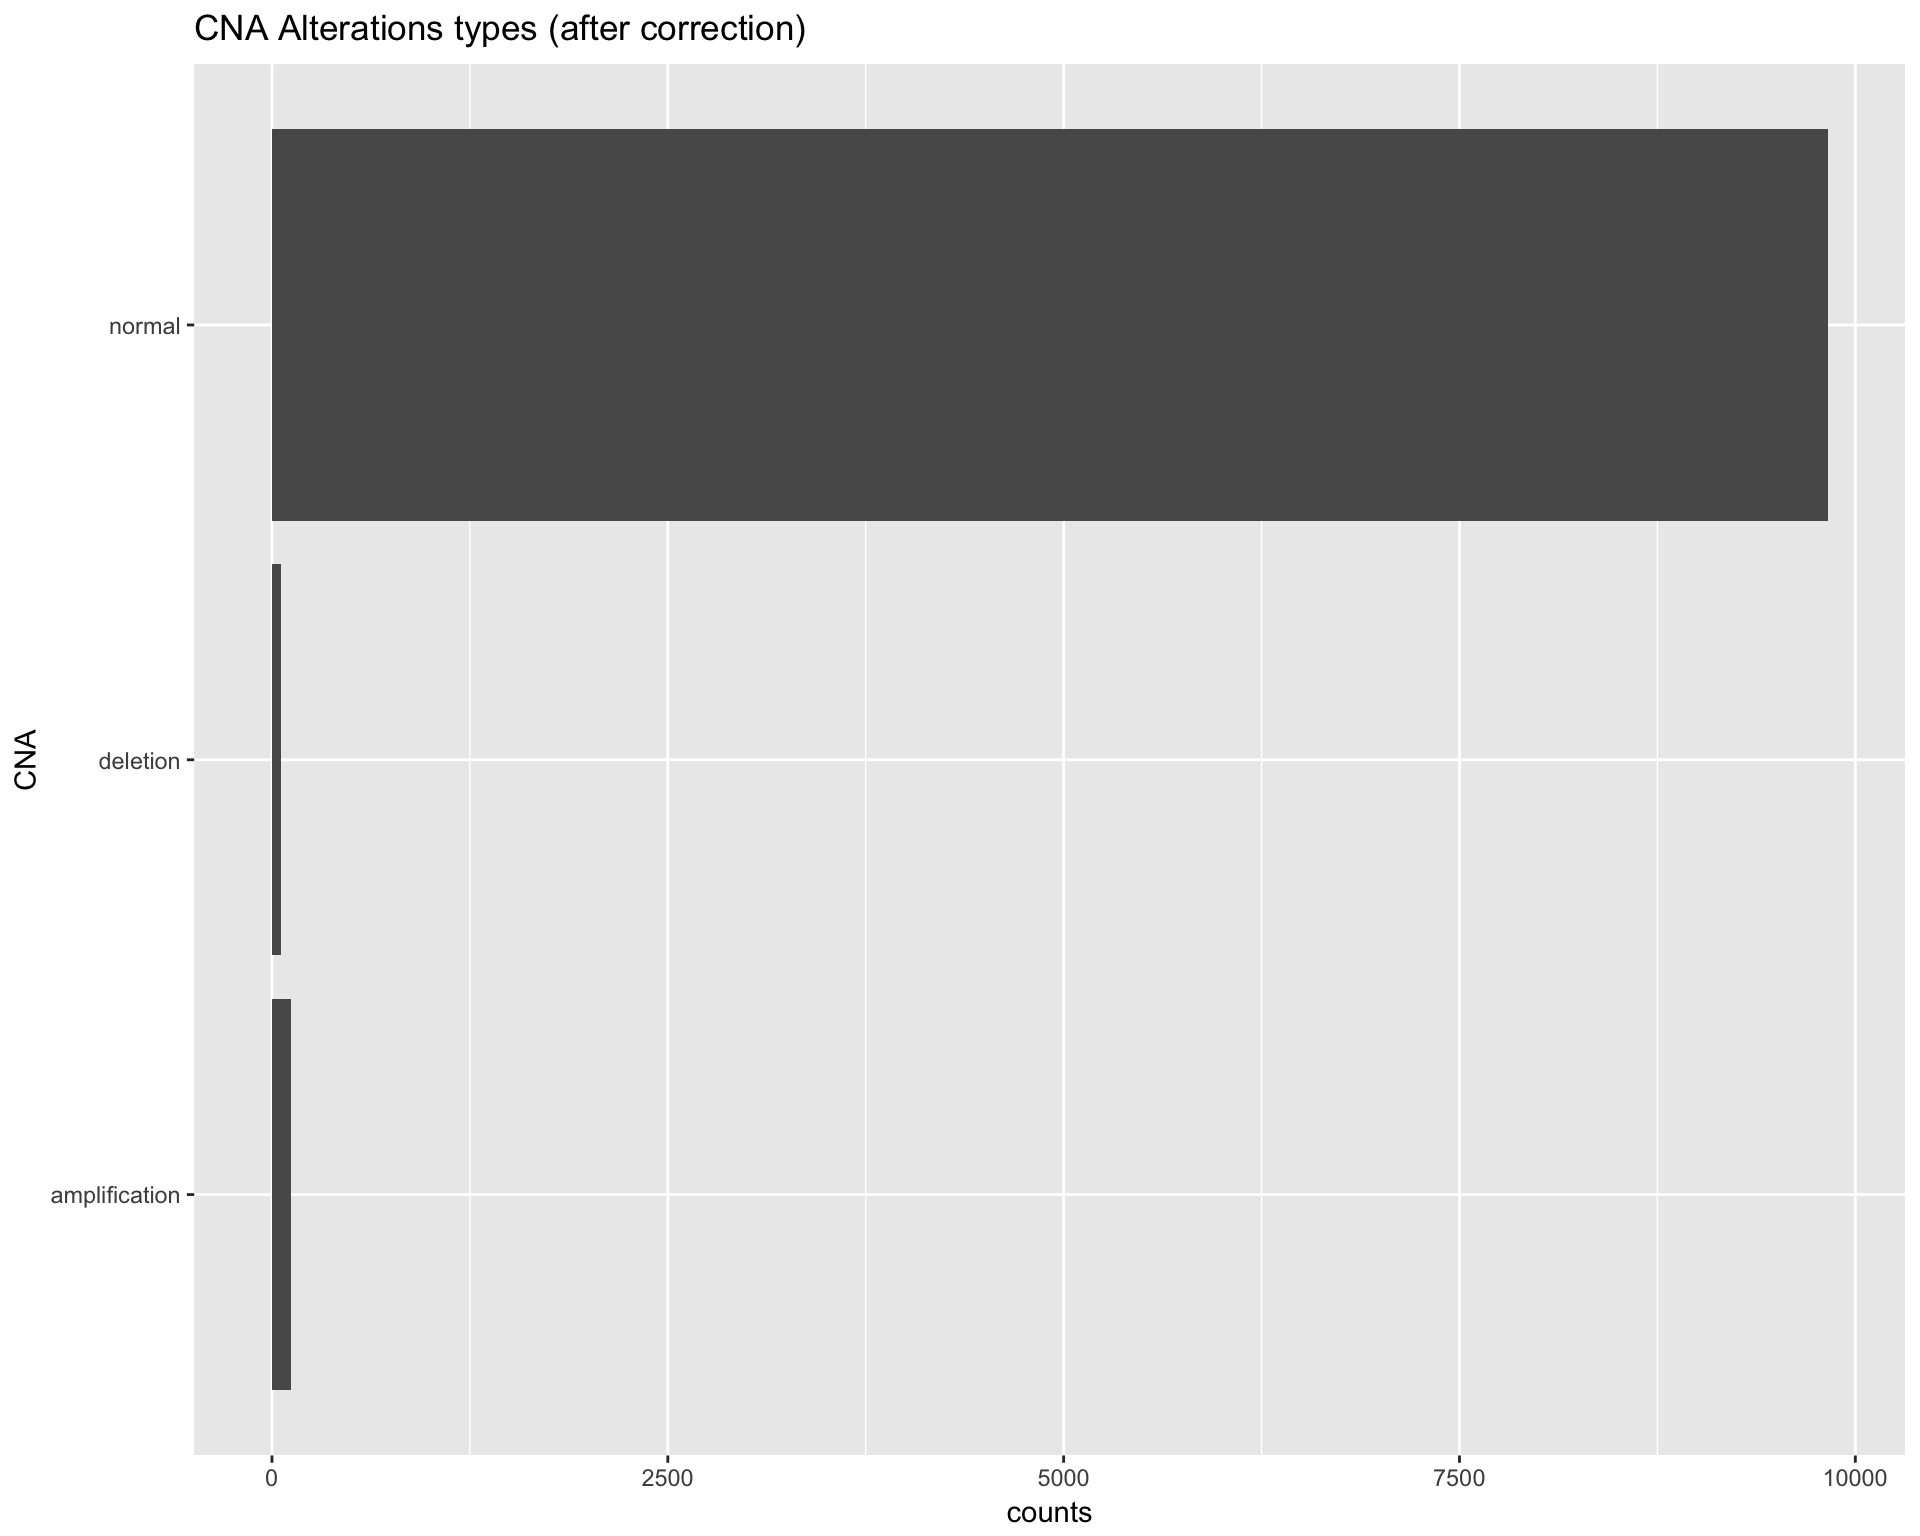 CNA Alterations types (after correction)
CNA
normal
deletion
amplification
0 2500 5000 7500 10000
counts